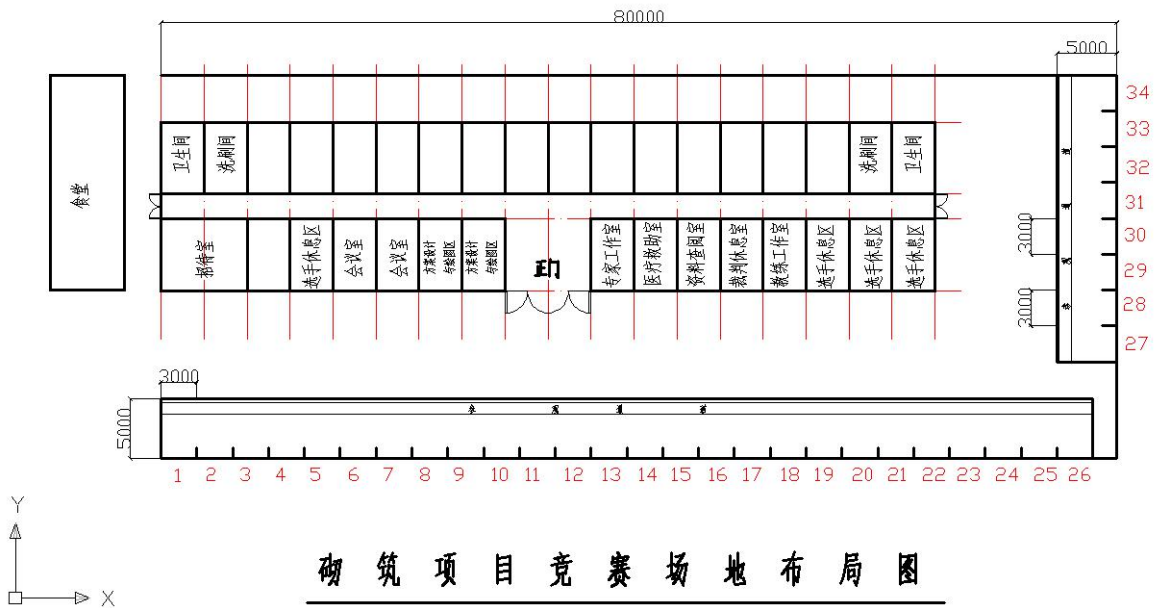 80000
5000
34
33
32
31
30
29
28
27
3000
3000
食堂
卫生间
洗刷间
洗刷间
卫生间
招待室
选手休息区
会议室
会议室
方案设计
与绘图区
方案设计
与绘图区
正门
专家工作室
医疗救助室
资料查阅室
裁判休息室
教练工作室
选手休息区
选手休息区
选手休息区
3000
5000
1 2 3 4 5 6 7 8 9 10 11 12 13 14 15 16 17 18 19 20 21 22 23 24 25 26
Y
X
砌筑项目竞赛场地布局图